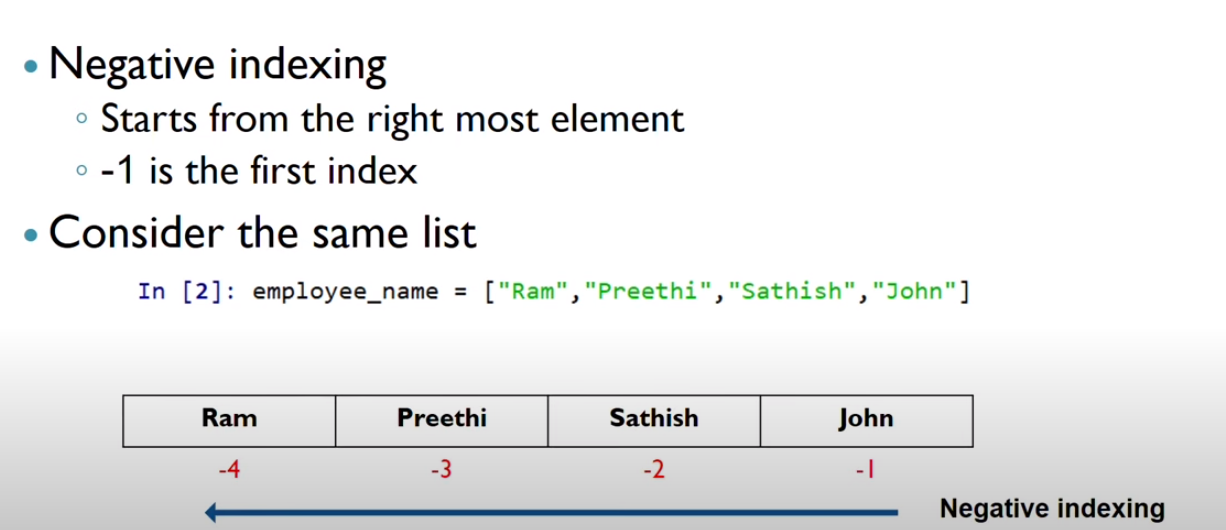 • Negative indexing
◦ Starts from the right most element
◦ -1 is the first index
• Consider the same list
In [2]: employee_name = ["Ram","Preethi","Sathish","John"]
Ram Preethi Sathish John
-4 -3 -2 -1
Negative indexing